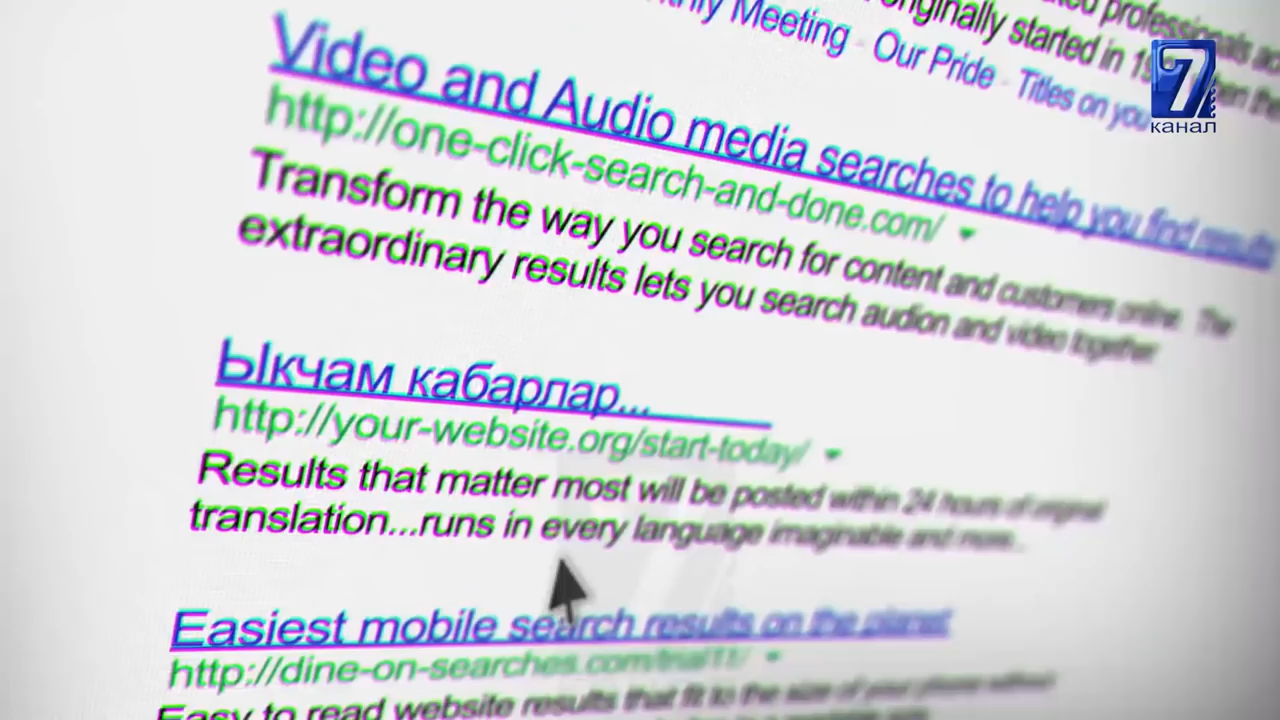 Monthly Meeting - Our Pride - Titles on you
originally started in
professionals
7
канал
Video and Audio media searches to help you find results
http://one-click-search-and-done.com/
Transform the way you search for content and customers online. The
extraordinary results lets you search audion and video together.
Ыкчам кабарлар...
http://your-website.org/start-today/
Results that matter most will be posted within 24 hours of original
translation...runs in every language imaginable and more...
Easiest mobile search results on the planet
http://dine-on-searches.com/trial11/
Easy to read website results that fit to the size of your phone without